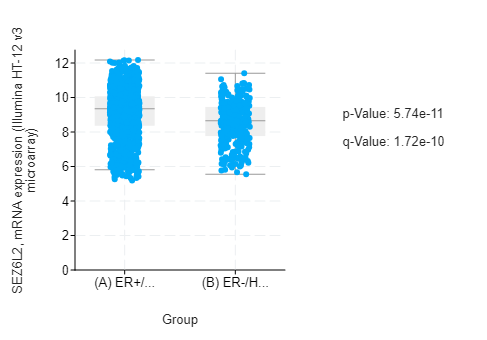 SEZ6L2, mRNA expression (Illumina HT-12 v3
microarray)
12
10
8
6
4
2
0
(A) ER+/...
(B) ER-/H...
Group
p-Value: 5.74e-11
q-Value: 1.72e-10